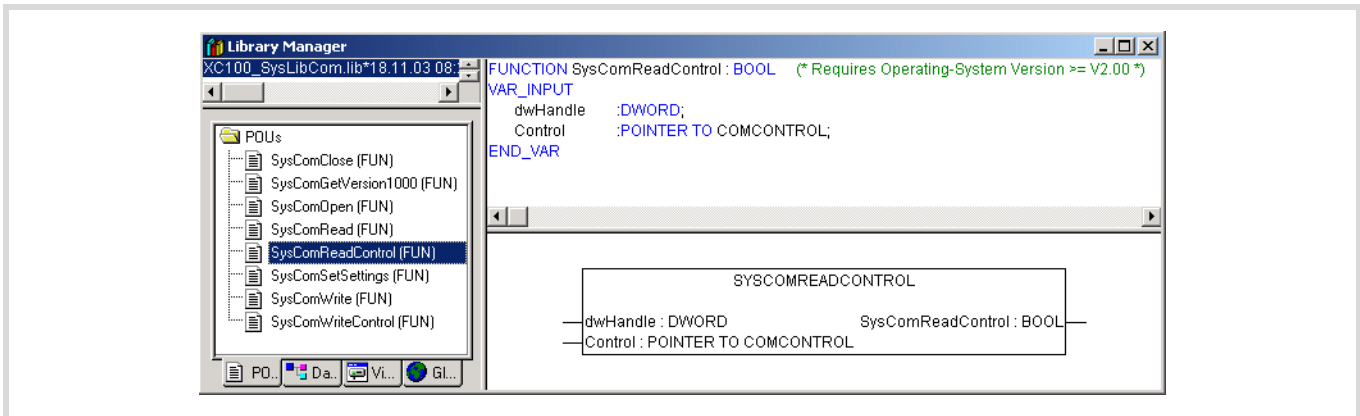 Library Manager
XC100_SysLibCom.lib*18.11.03 08:
POUs
SysComClose (FUN)
SysComGetVersion1000 (FUN)
SysComOpen (FUN)
SysComRead (FUN)
SysComReadControl (FUN)
SysComSetSettings (FUN)
SysComWrite (FUN)
SysComWriteControl (FUN)
PO.. Da.. Vi... Gl...
FUNCTION SysComReadControl : BOOL (* Requires Operating-System Version >= V2.00 *)
VAR_INPUT
dwHandle :DWORD;
Control :POINTER TO COMCONTROL;
END_VAR
SYSCOMREADCONTROL
dwHandle : DWORD SysComReadControl : BOOL
Control : POINTER TO COMCONTROL